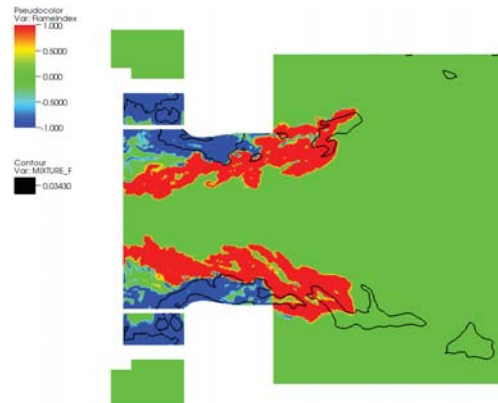 Pseudocolor
Var: FlameIndex
1.000
0.5000
-0.000
-0.5000
-1.000
Contour
Var: MIXTURE_F
0.03430